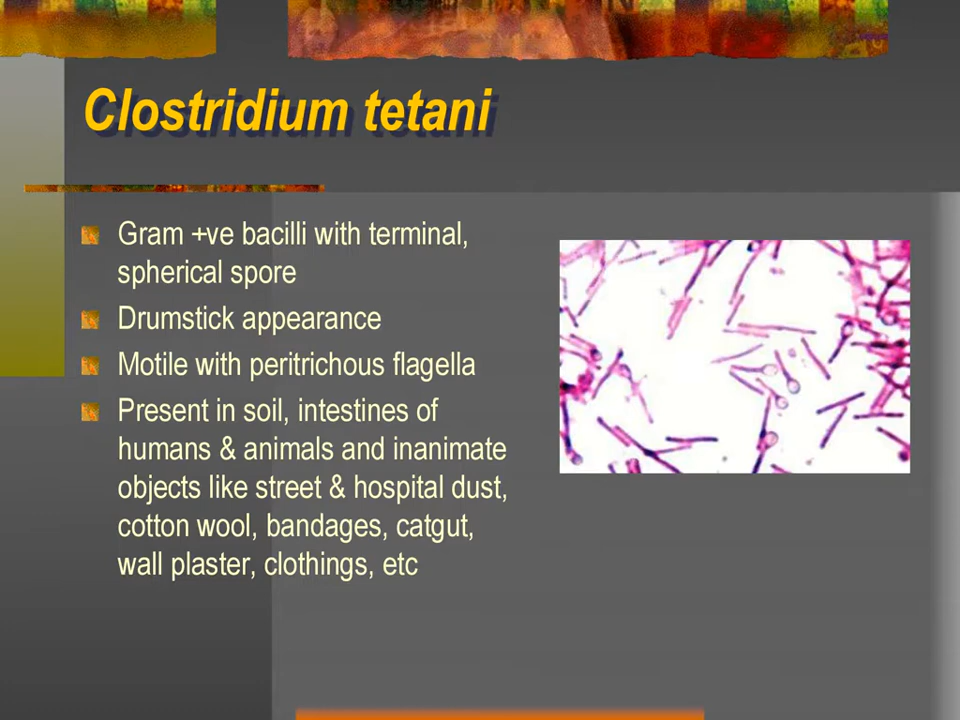 Clostridium tetani
Gram +ve bacilli with terminal,
spherical spore
Drumstick appearance
Motile with peritrichous flagella
Present in soil, intestines of
humans & animals and inanimate
objects like street & hospital dust,
cotton wool, bandages, catgut,
wall plaster, clothings, etc